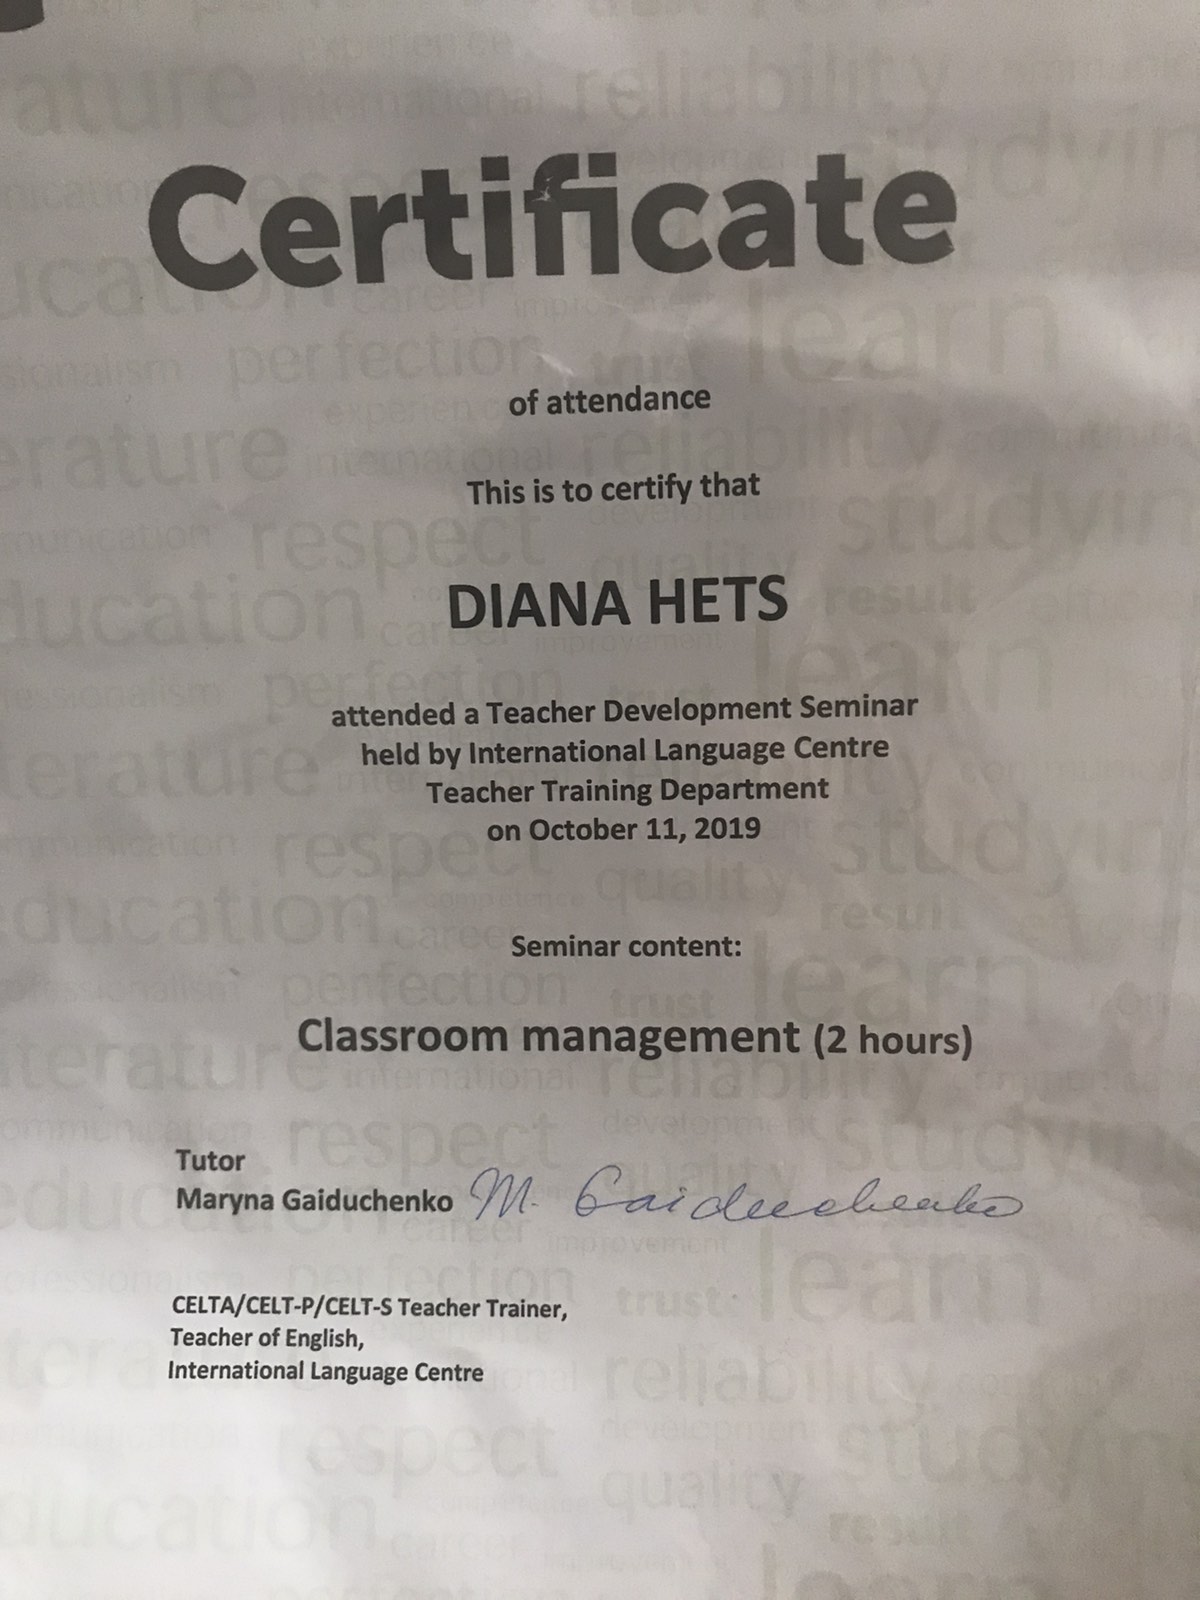 Certificate
of attendance
This is to certify that
DIANA HETS
attended a Teacher Development Seminar
held by International Language Centre
Teacher Training Department
on October 11, 2019
Seminar content:
Classroom management (2 hours)
Tutor
Maryna Gaiduchenko M. Gaiduchenko
CELTA/CELT-P/CELT-S Teacher Trainer,
Teacher of English,
International Language Centre